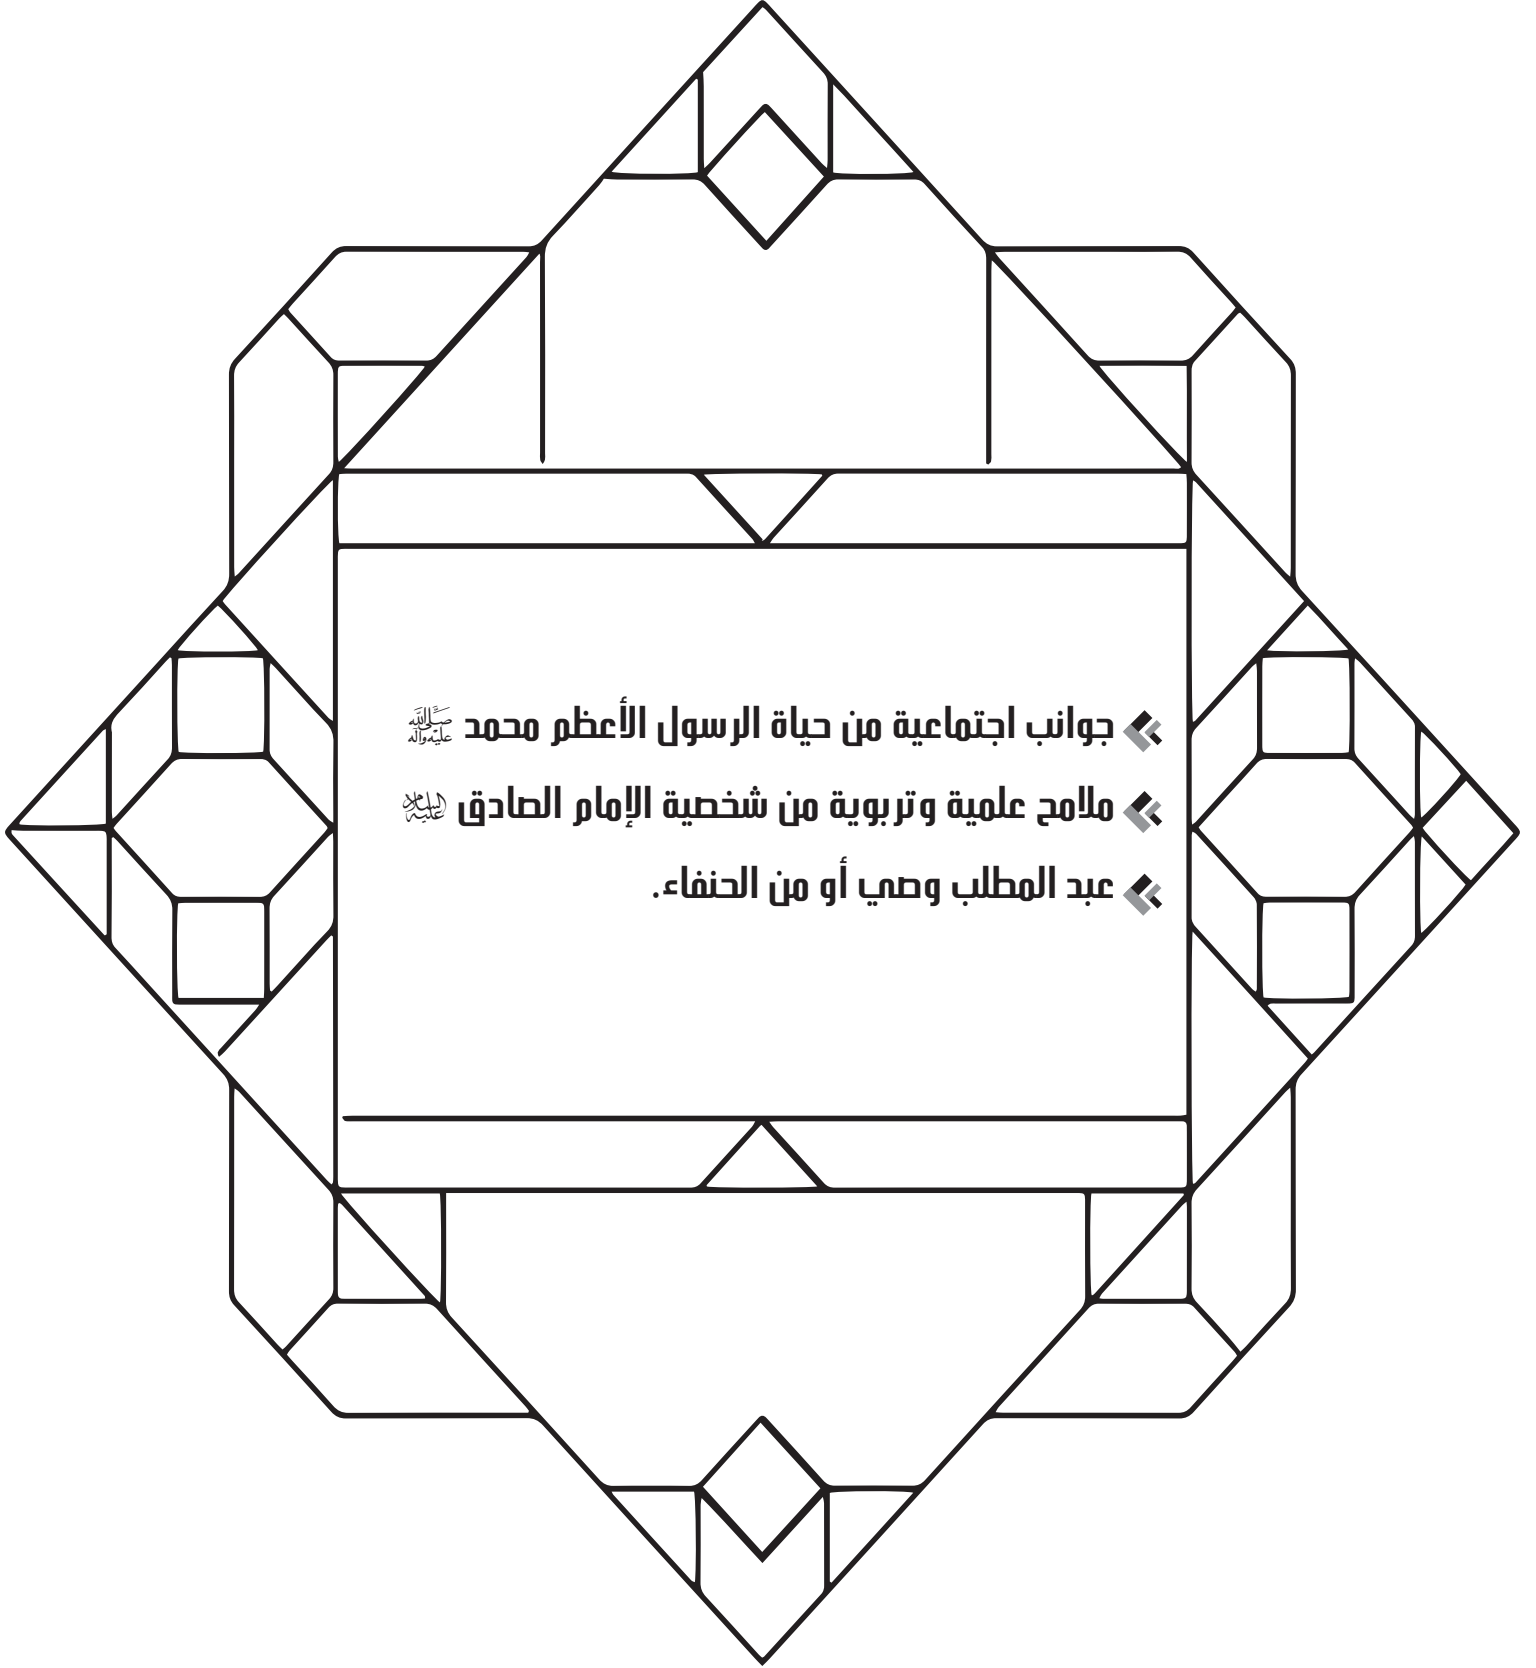 جوانب اجتماعية من حياة الرسول الأعظم محمد صلى الله عليه وآله
ملامح علمية وتربوية من شخصية الإمام الصادق عليه السلام
عبد المطلب وصي أو من الحنفاء.